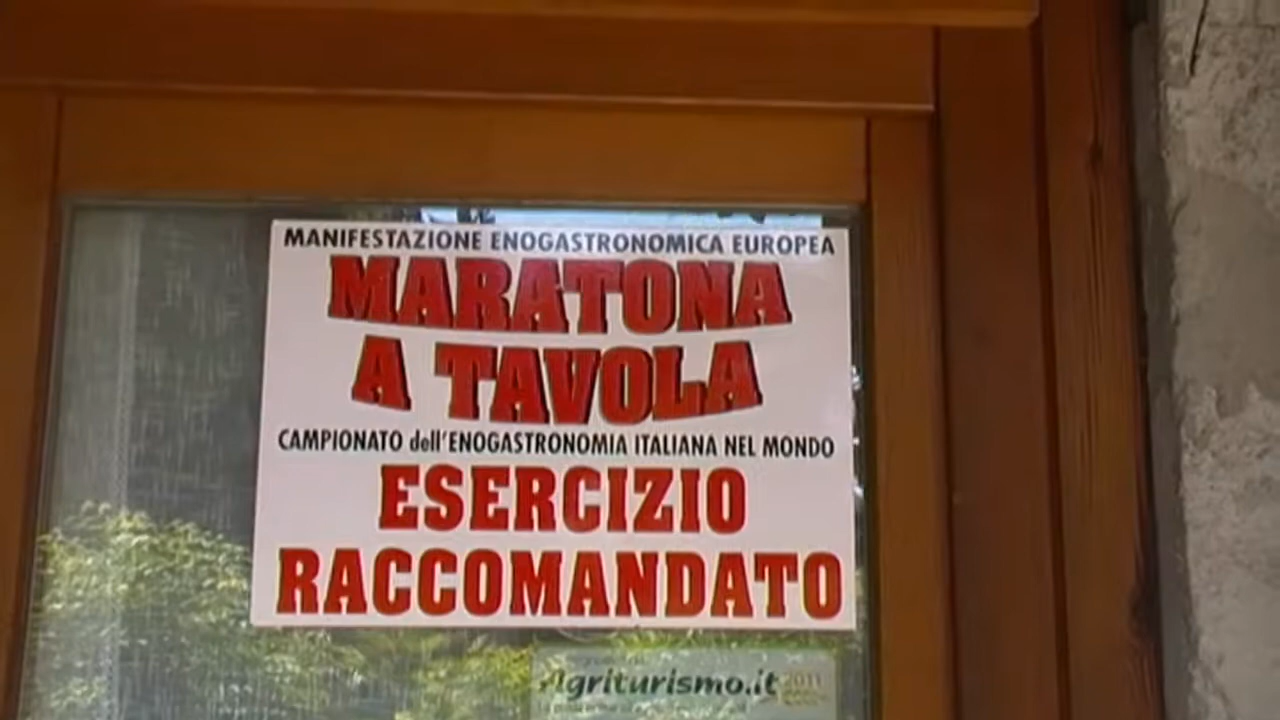 MANIFESTAZIONE ENOGASTRONOMICA EUROPEA
MARATONA
A TAVOLA
CAMPIONATO dell'ENOGASTRONOMIA ITALIANA NEL MONDO
ESERCIZIO
RACCOMANDATO
Agriturismo.it 2011